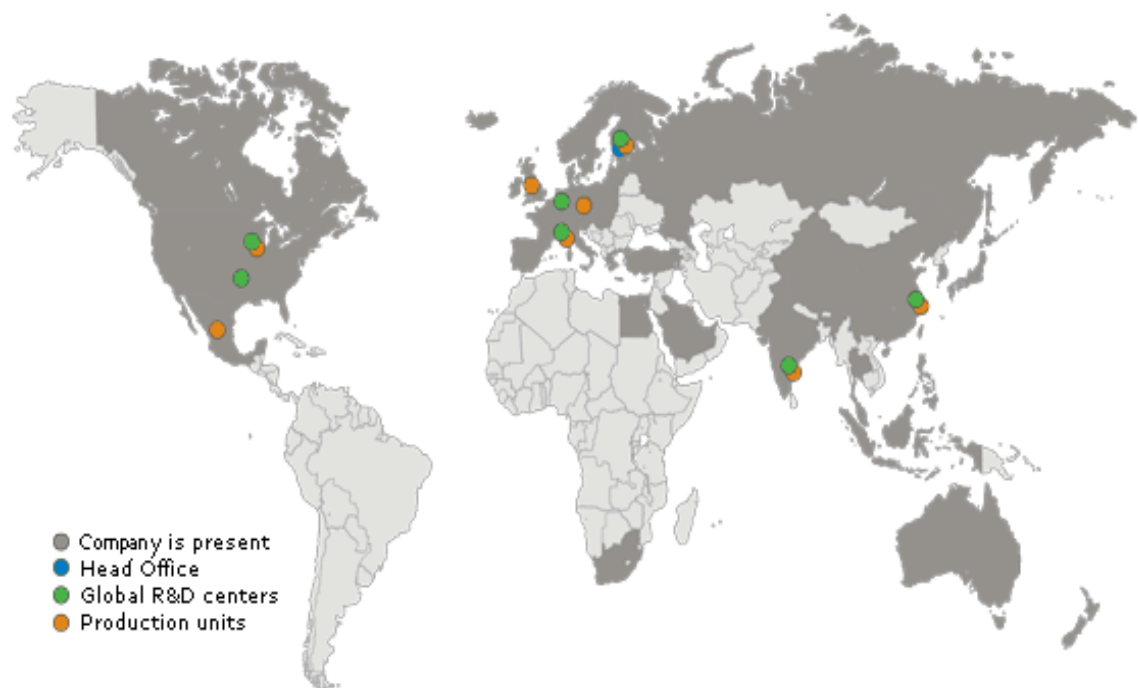 Company is present
Head Office
Global R&D centers
Production units